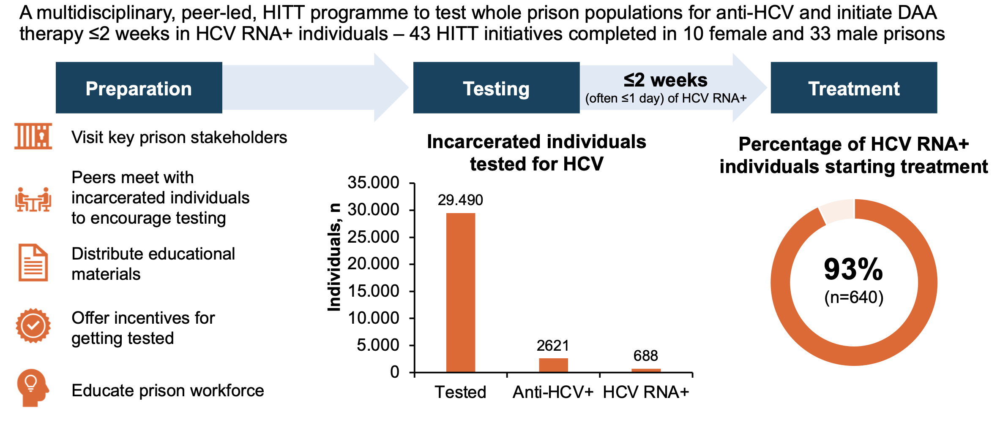 A multidisciplinary, peer-led, HITT programme to test whole prison populations for anti-HCV and initiate DAA
therapy ≤2 weeks in HCV RNA+ individuals – 43 HITT initiatives completed in 10 female and 33 male prisons
Preparation
Testing
≤2 weeks
(often ≤1 day) of HCV RNA+
Treatment
Visit key prison stakeholders
Peers meet with
incarcerated individuals
to encourage testing
Distribute educational
materials
Offer incentives for
getting tested
Educate prison workforce
Incarcerated individuals
tested for HCV
Individuals, n
35.000
30.000
25.000
20.000
15.000
10.000
5.000
0
29.490
2621
688
Tested
Anti-HCV+
HCV RNA+
Percentage of HCV RNA+
individuals starting treatment
93%
(n=640)